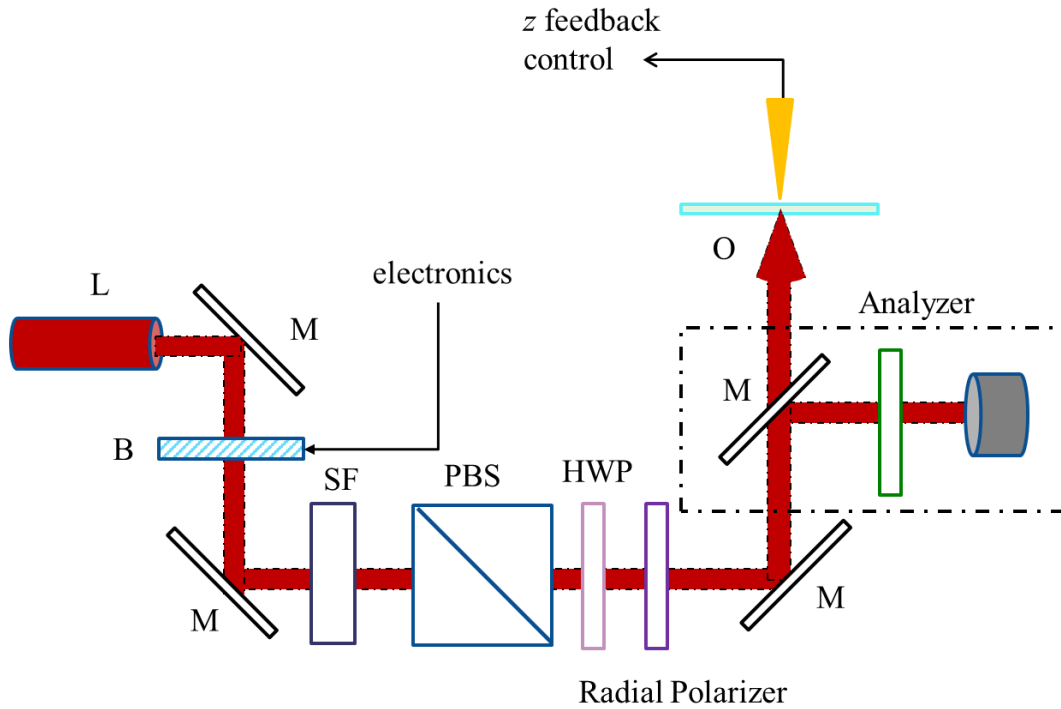 z feedback
control
O
electronics
L
M
Analyzer
M
B
SF
PBS
HWP
M
M
Radial Polarizer